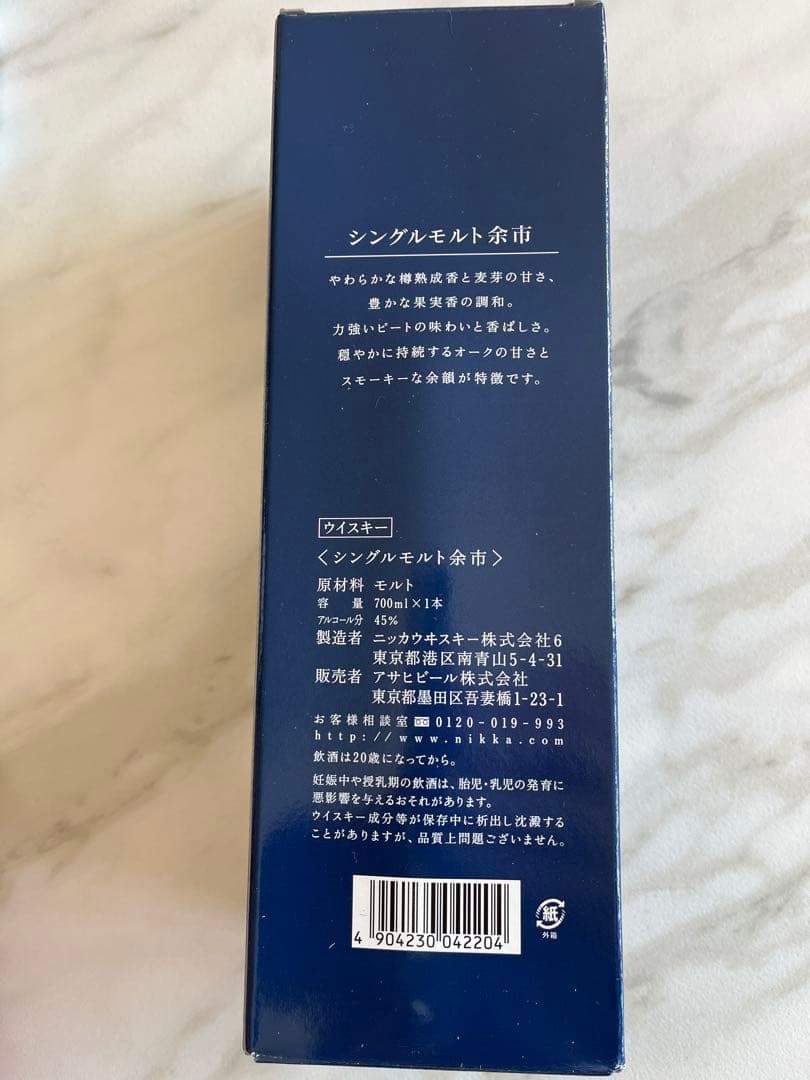 シングルモルト余市
やわらかな樽熟成香と麦芽の甘さ、
豊かな果実香の調和。
力強いピートの味わいと香ばしさ。
穏やかに持続するオークの甘さと
スモーキーな余韻が特徴です。
ウイスキー
〈シングルモルト余市〉
原材料 モルト
容量 700ml×1本
アルコール分 45%
製造者 ニッカウヰスキー株式会社6
東京都港区南青山5-4-31
販売者 アサヒビール株式会社
東京都墨田区吾妻橋1-23-1
お客様相談室 0120-019-993
http://www.nikka.com
飲酒は20歳になってから。
妊娠中や授乳期の飲酒は、胎児・乳児の発育に
悪影響を与えるおそれがあります。
ウイスキー成分等が保存中に析出し沈澱する
ことがありますが、品質上問題ございません。
4 904230 042204
紙
外箱